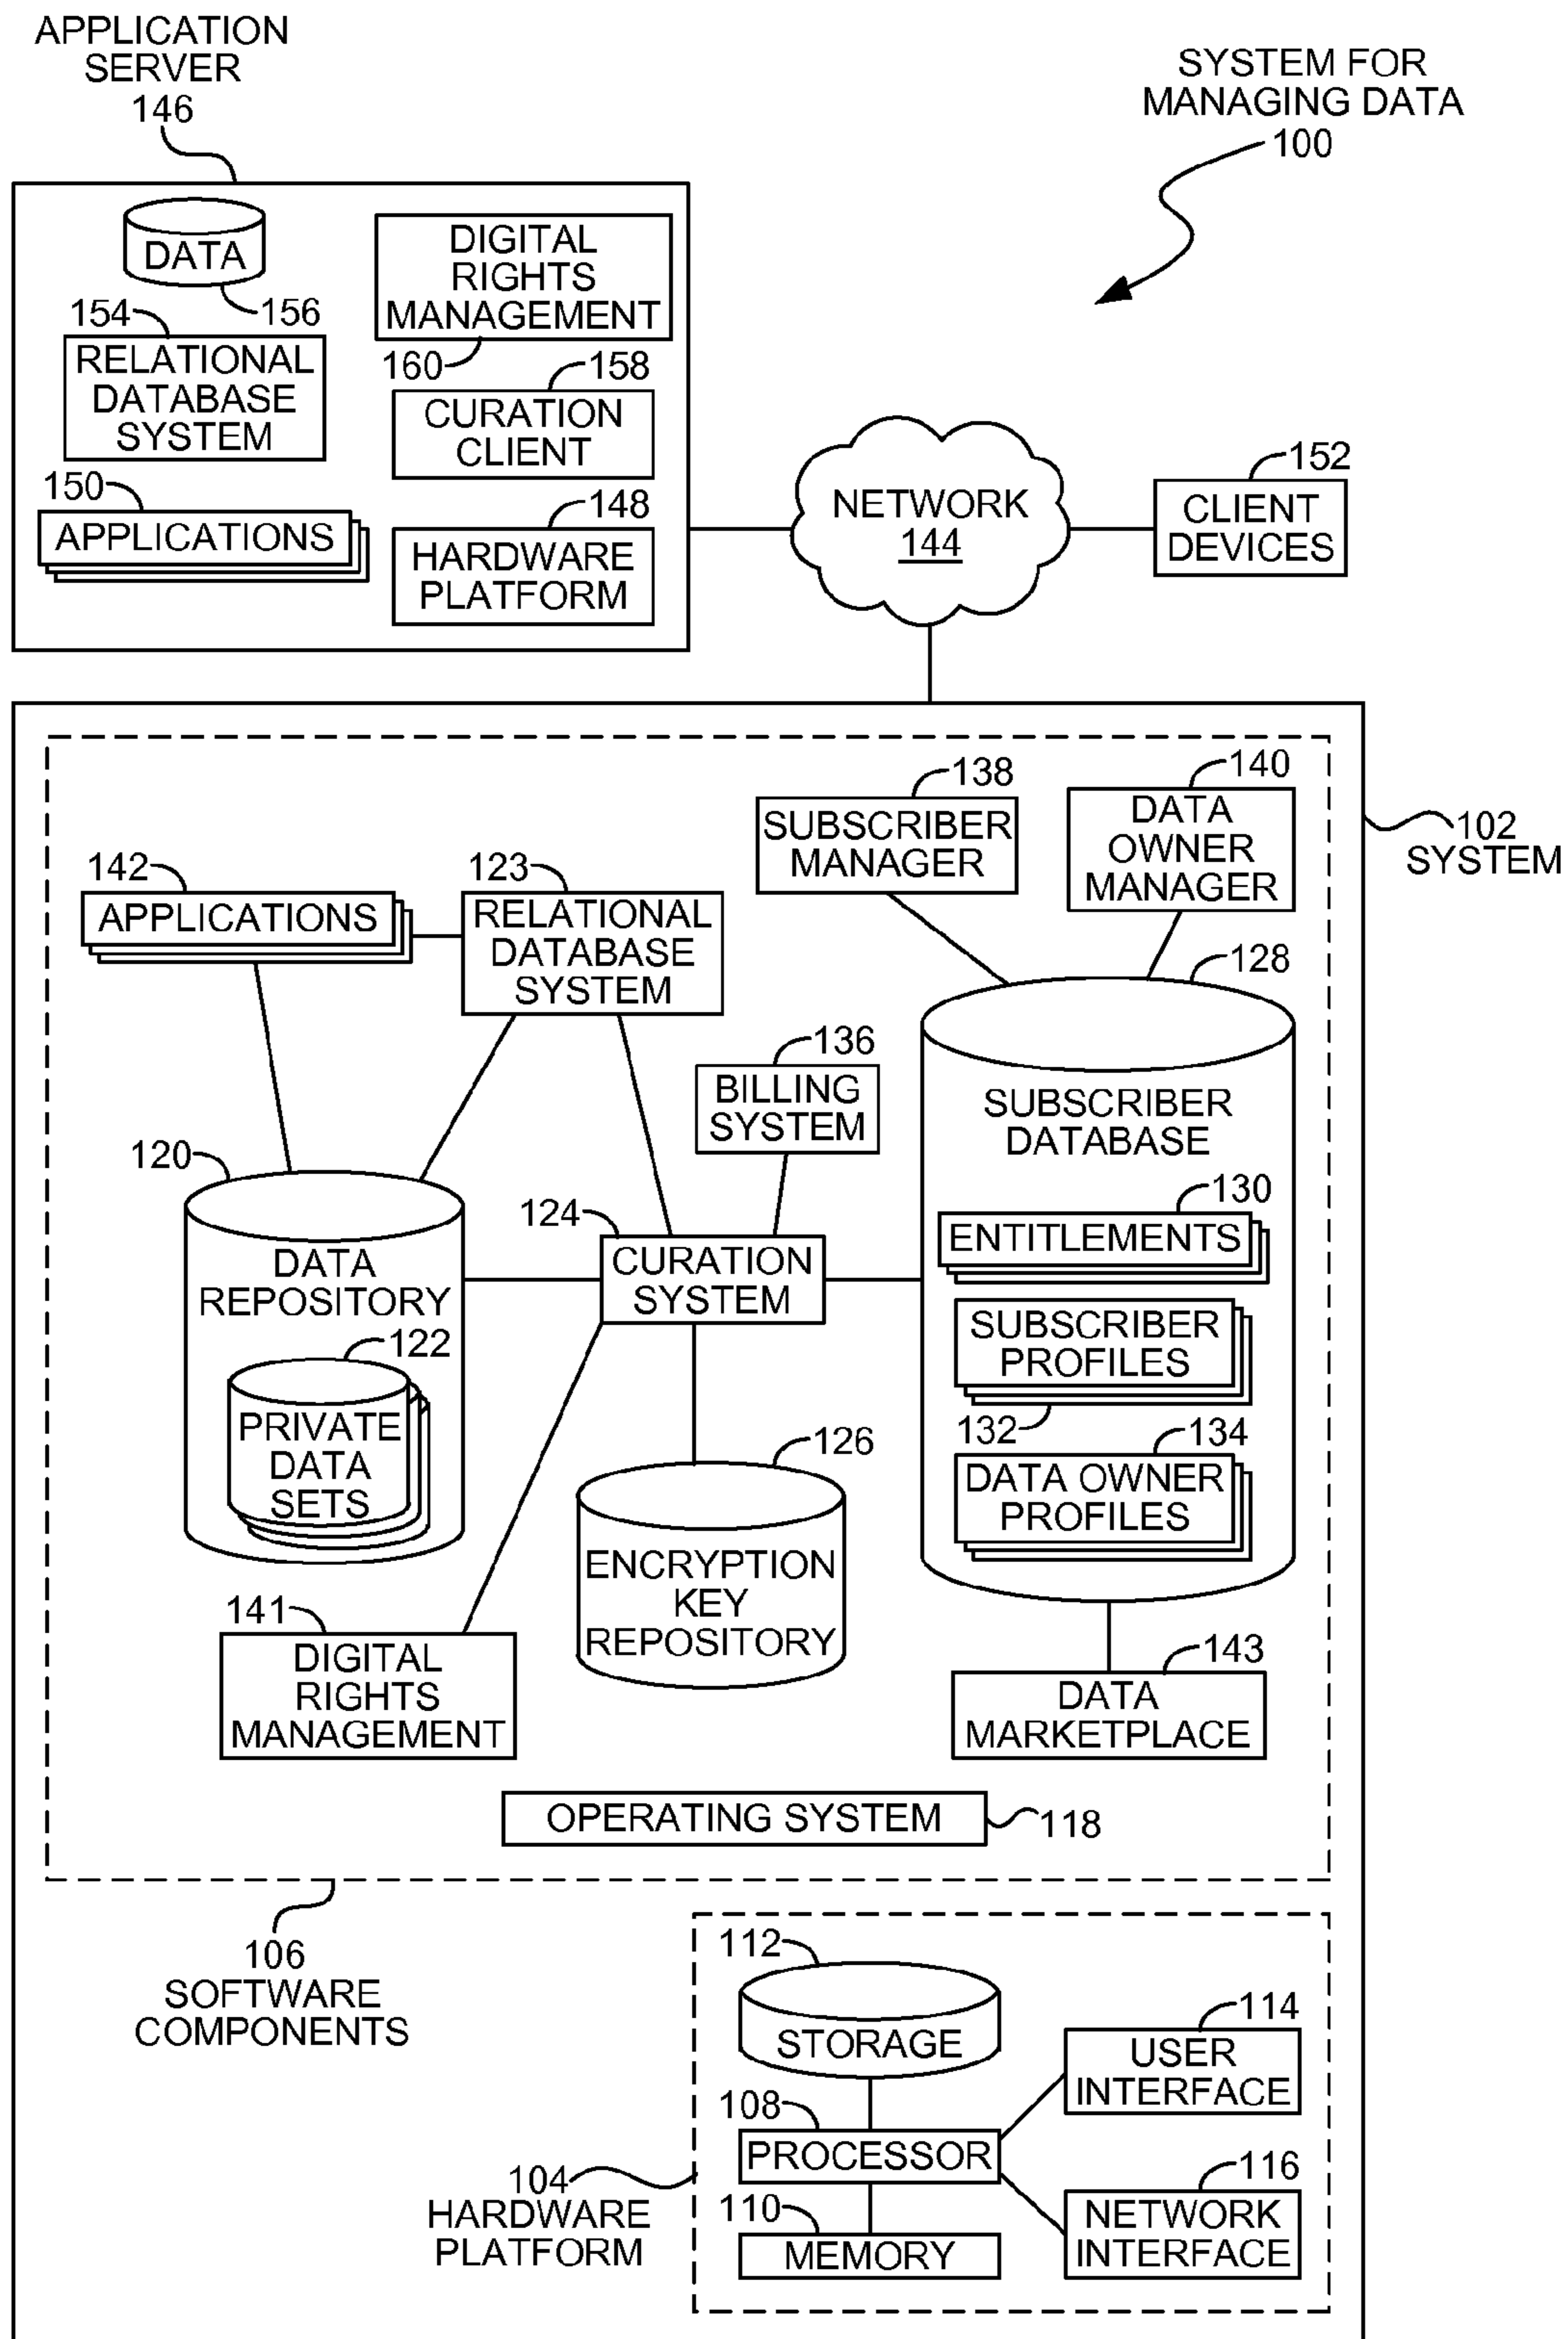 APPLICATION
SERVER
146
SYSTEM FOR
MANAGING DATA
100
DATA
156
DIGITAL
RIGHTS
MANAGEMENT
160
154
RELATIONAL
DATABASE
SYSTEM
158
CURATION
CLIENT
150
APPLICATIONS
148
HARDWARE
PLATFORM
NETWORK
144
152
CLIENT
DEVICES
138
SUBSCRIBER
MANAGER
140
DATA
OWNER
MANAGER
102
SYSTEM
142
APPLICATIONS
123
RELATIONAL
DATABASE
SYSTEM
128
SUBSCRIBER
DATABASE
136
BILLING
SYSTEM
120
DATA
REPOSITORY
122
PRIVATE
DATA
SETS
124
CURATION
SYSTEM
130
ENTITLEMENTS
SUBSCRIBER
PROFILES
132
134
DATA OWNER
PROFILES
126
ENCRYPTION
KEY
REPOSITORY
141
DIGITAL
RIGHTS
MANAGEMENT
143
DATA
MARKETPLACE
OPERATING SYSTEM
118
106
SOFTWARE
COMPONENTS
112
STORAGE
114
USER
INTERFACE
108
PROCESSOR
104
HARDWARE
PLATFORM
116
NETWORK
INTERFACE
110
MEMORY